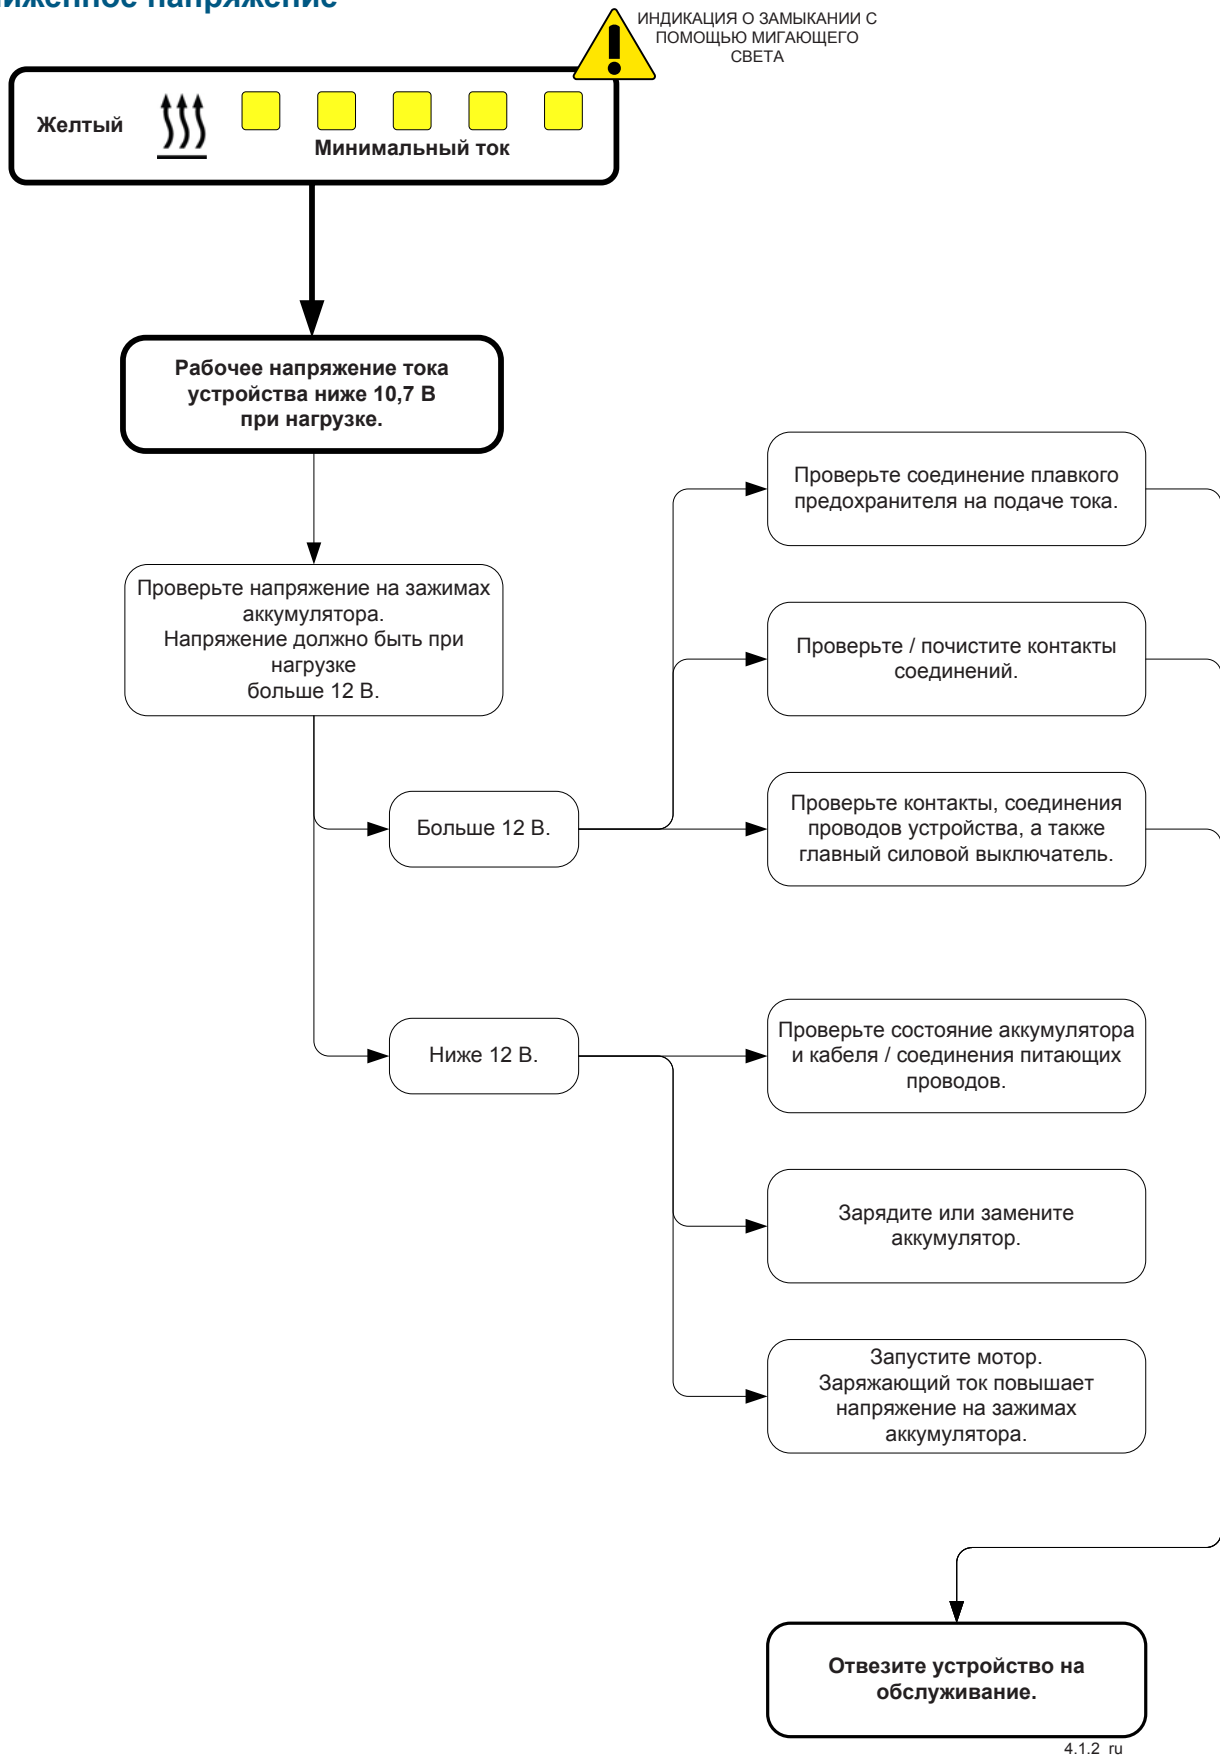 напряжение
ИНДИКАЦИЯ О ЗАМЫКАНИИ С
ПОМОЩЬЮ МИГАЮЩЕГО
СВЕТА
Желтый
Минимальный ток
Рабочее напряжение тока
устройства ниже 10,7 В
при нагрузке.
Проверьте соединение плавкого
предохранителя на подаче тока.
Проверьте напряжение на зажимах
аккумулятора.
Напряжение должно быть при
нагрузке
больше 12 В.
Проверьте / почистите контакты
соединений.
Больше 12 В.
Проверьте контакты, соединения
проводов устройства, а также
главный силовой выключатель.
Ниже 12 В.
Проверьте состояние аккумулятора
и кабеля / соединения питающих
проводов.
Зарядите или замените
аккумулятор.
Запустите мотор.
Заряжающий ток повышает
напряжение на зажимах
аккумулятора.
Отвезите устройство на
обслуживание.
4.1.2_ru